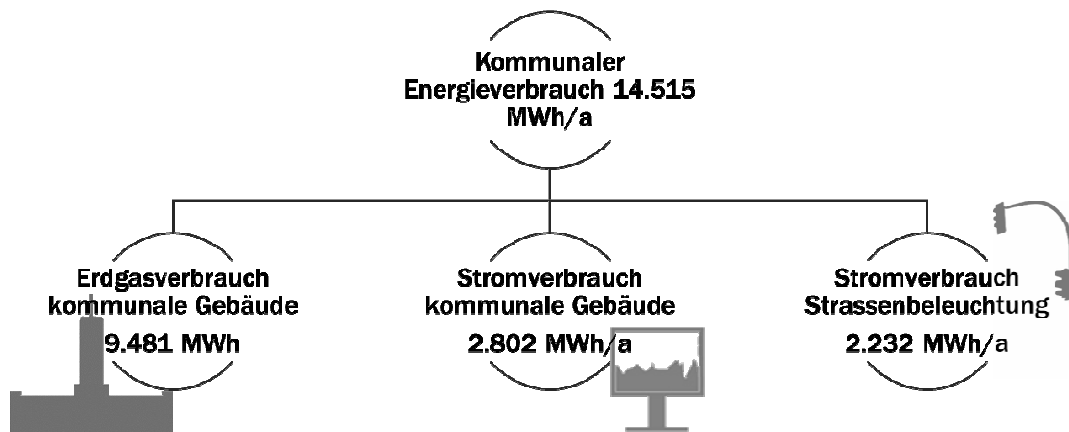 Kommunaler
Energieverbrauch 14.515
MWh/a
Erdgasverbrauch
kommunale Gebäude
9.481 MWh
Stromverbrauch
kommunale Gebäude
2.802 MWh/a
Stromverbrauch
Strassenbeleuchtung
2.232 MWh/a